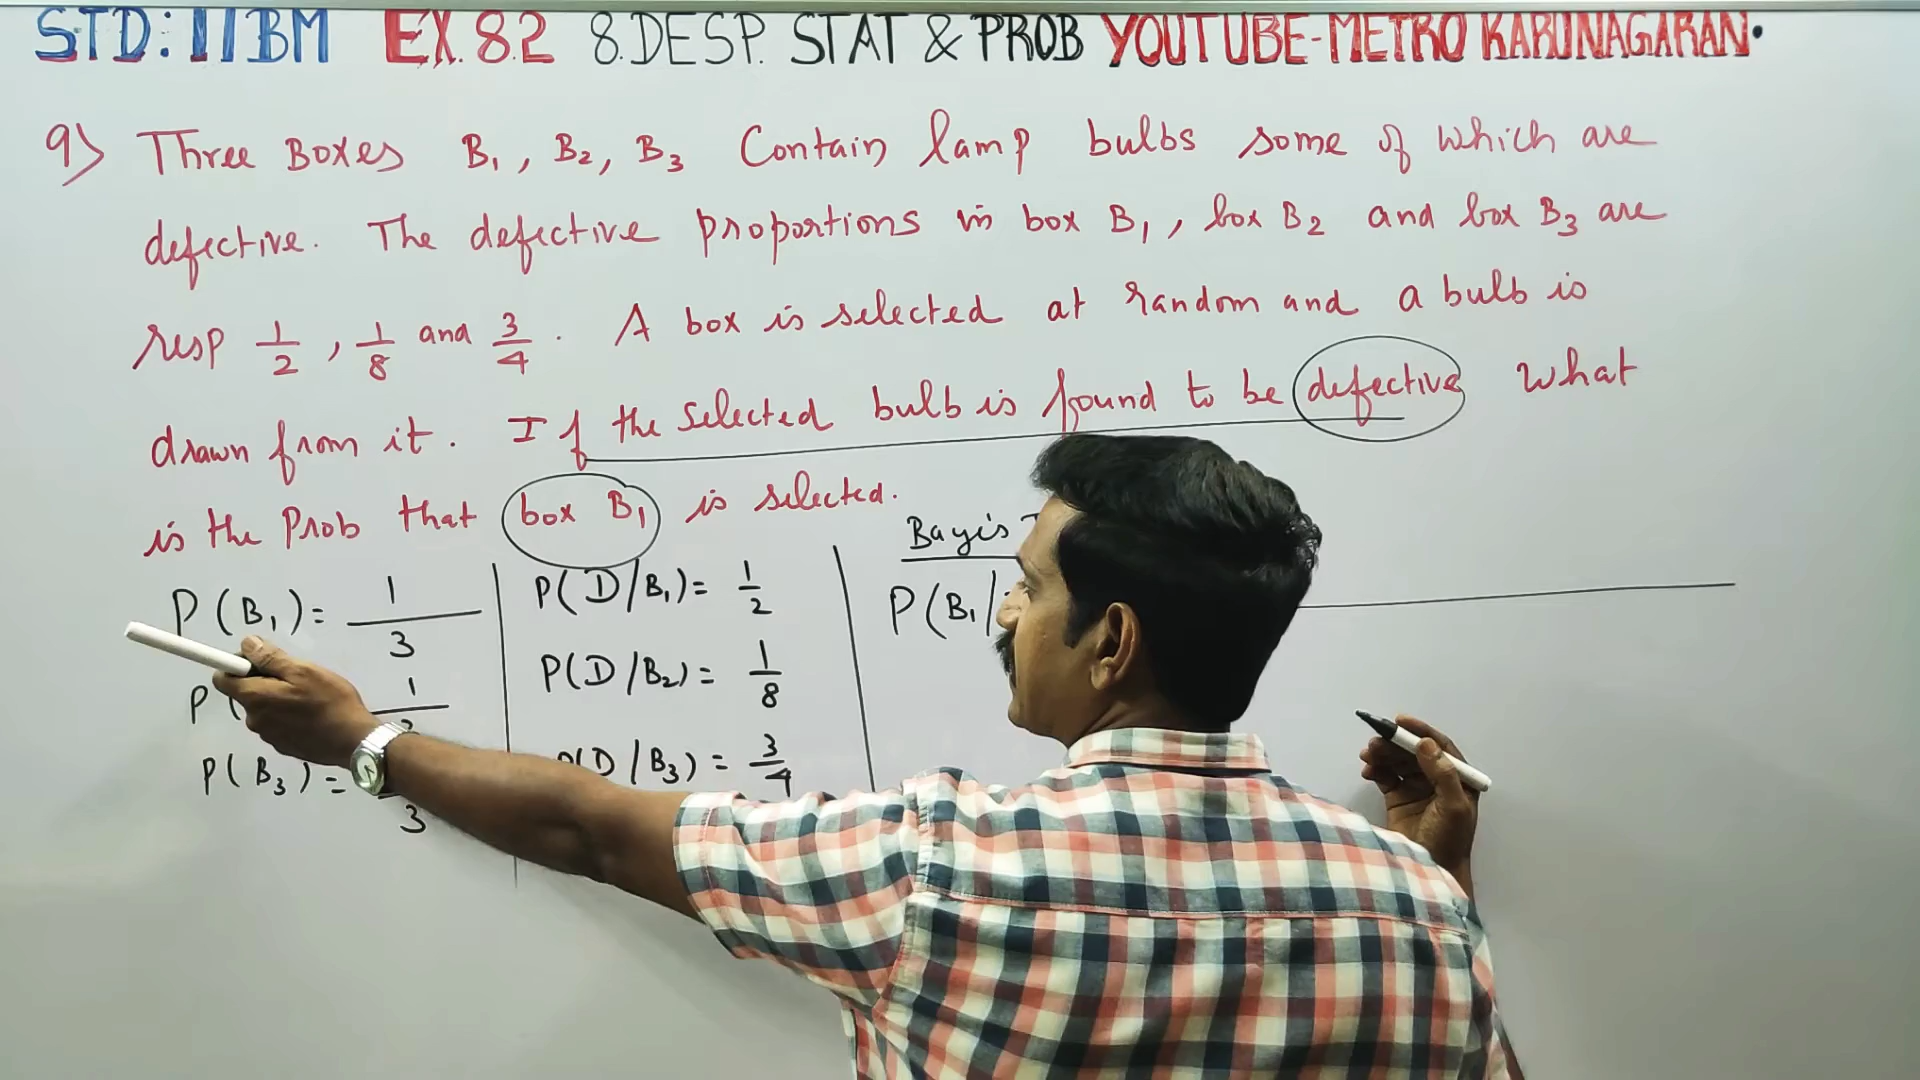 STD: 11 BM EX. 8.2 8. DESP. STAT & PROB YOUTUBE-METRO KARUNAGARAN.
9) Three Boxes B₁, B₂, B₃ Contain lamp bulbs some of which are
defective. The defective proportions in box B₁, box B₂ and box B₃ are
resp 1/2, 1/8 and 3/4. A box is selected at random and a bulb is
drawn from it. If the selected bulb is found to be defective what
is the Prob that box B₁ is selected.
P(B₁) = 1/3
P(
P(B₃) = /3
P(D/B₁) = 1/2
P(D/B₂) = 1/8
P(D/B₃) = 3/4
Baye's
P(B₁/